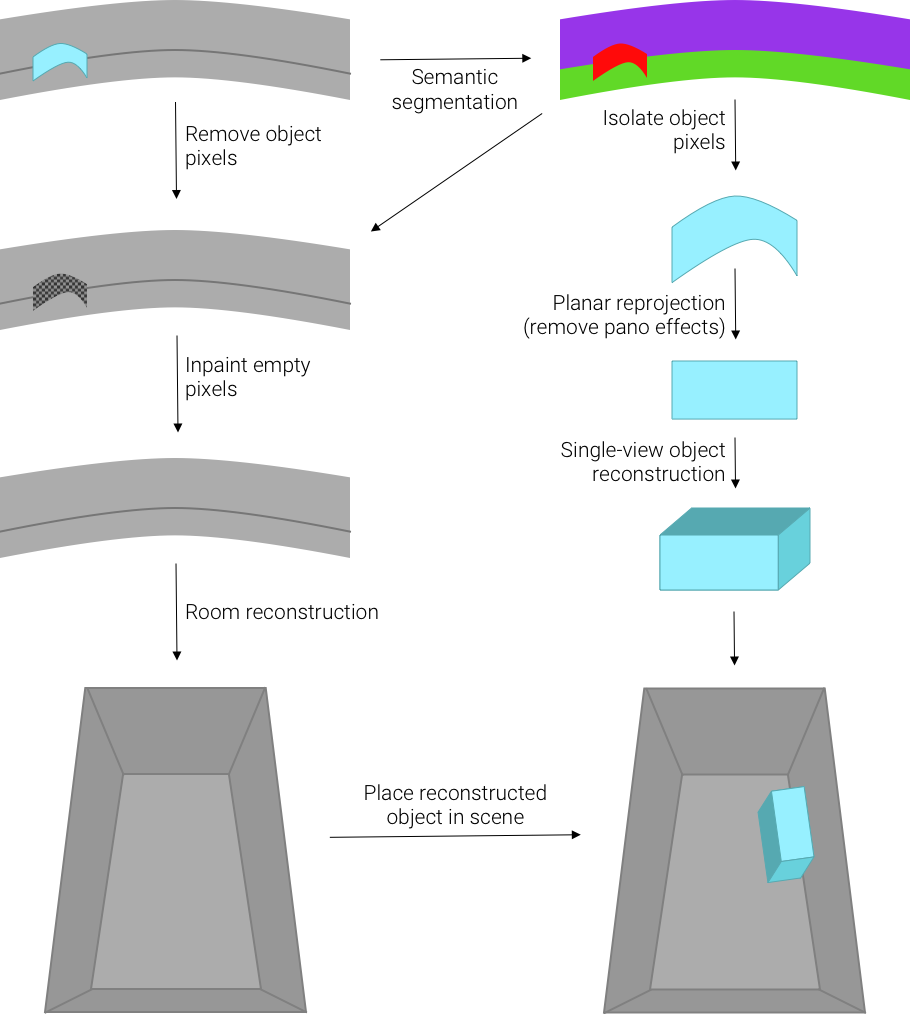 Semantic
segmentation
Remove object
pixels
Isolate object
pixels
Planar reprojection
(remove pano effects)
Inpaint empty
pixels
Single-view object
reconstruction
Room reconstruction
Place reconstructed
object in scene